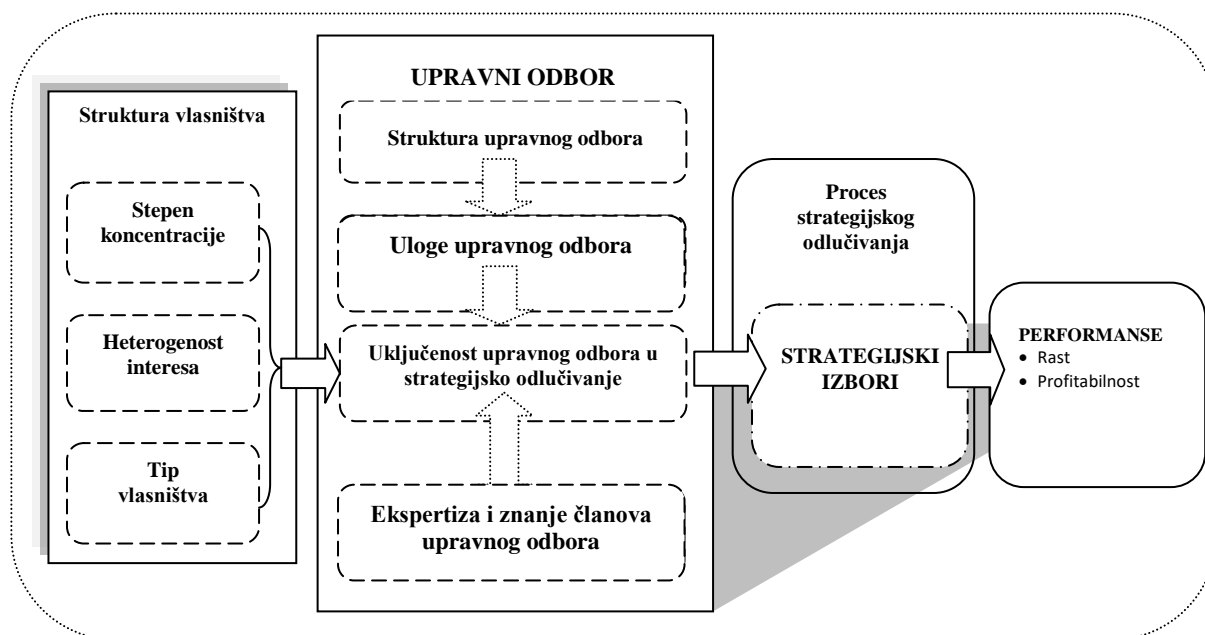 Struktura vlasništva
Stepen
koncentracije
Heterogenost
interesa
Tip
vlasništva
UPRAVNI ODBOR
Struktura upravnog odbora
Uloge upravnog odbora
Uključenost upravnog odbora u
strategijsko odlučivanje
Ekspertiza i znanje članova
upravnog odbora
Proces
strategijskog
odlučivanja
STRATEGIJSKI
IZBORI
PERFORMANSE
• Rast
• Profitabilnost